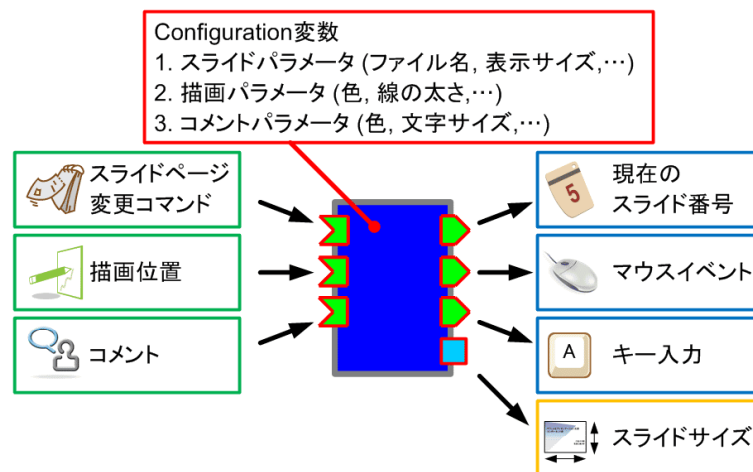 Configuration変数
1. スライドパラメータ (ファイル名, 表示サイズ,…)
2. 描画パラメータ (色, 線の太さ,…)
3. コメントパラメータ (色, 文字サイズ,…)
スライドページ
変更コマンド
描画位置
コメント
5
現在の
スライド番号
マウスイベント
A
キー入力
スライドサイズ